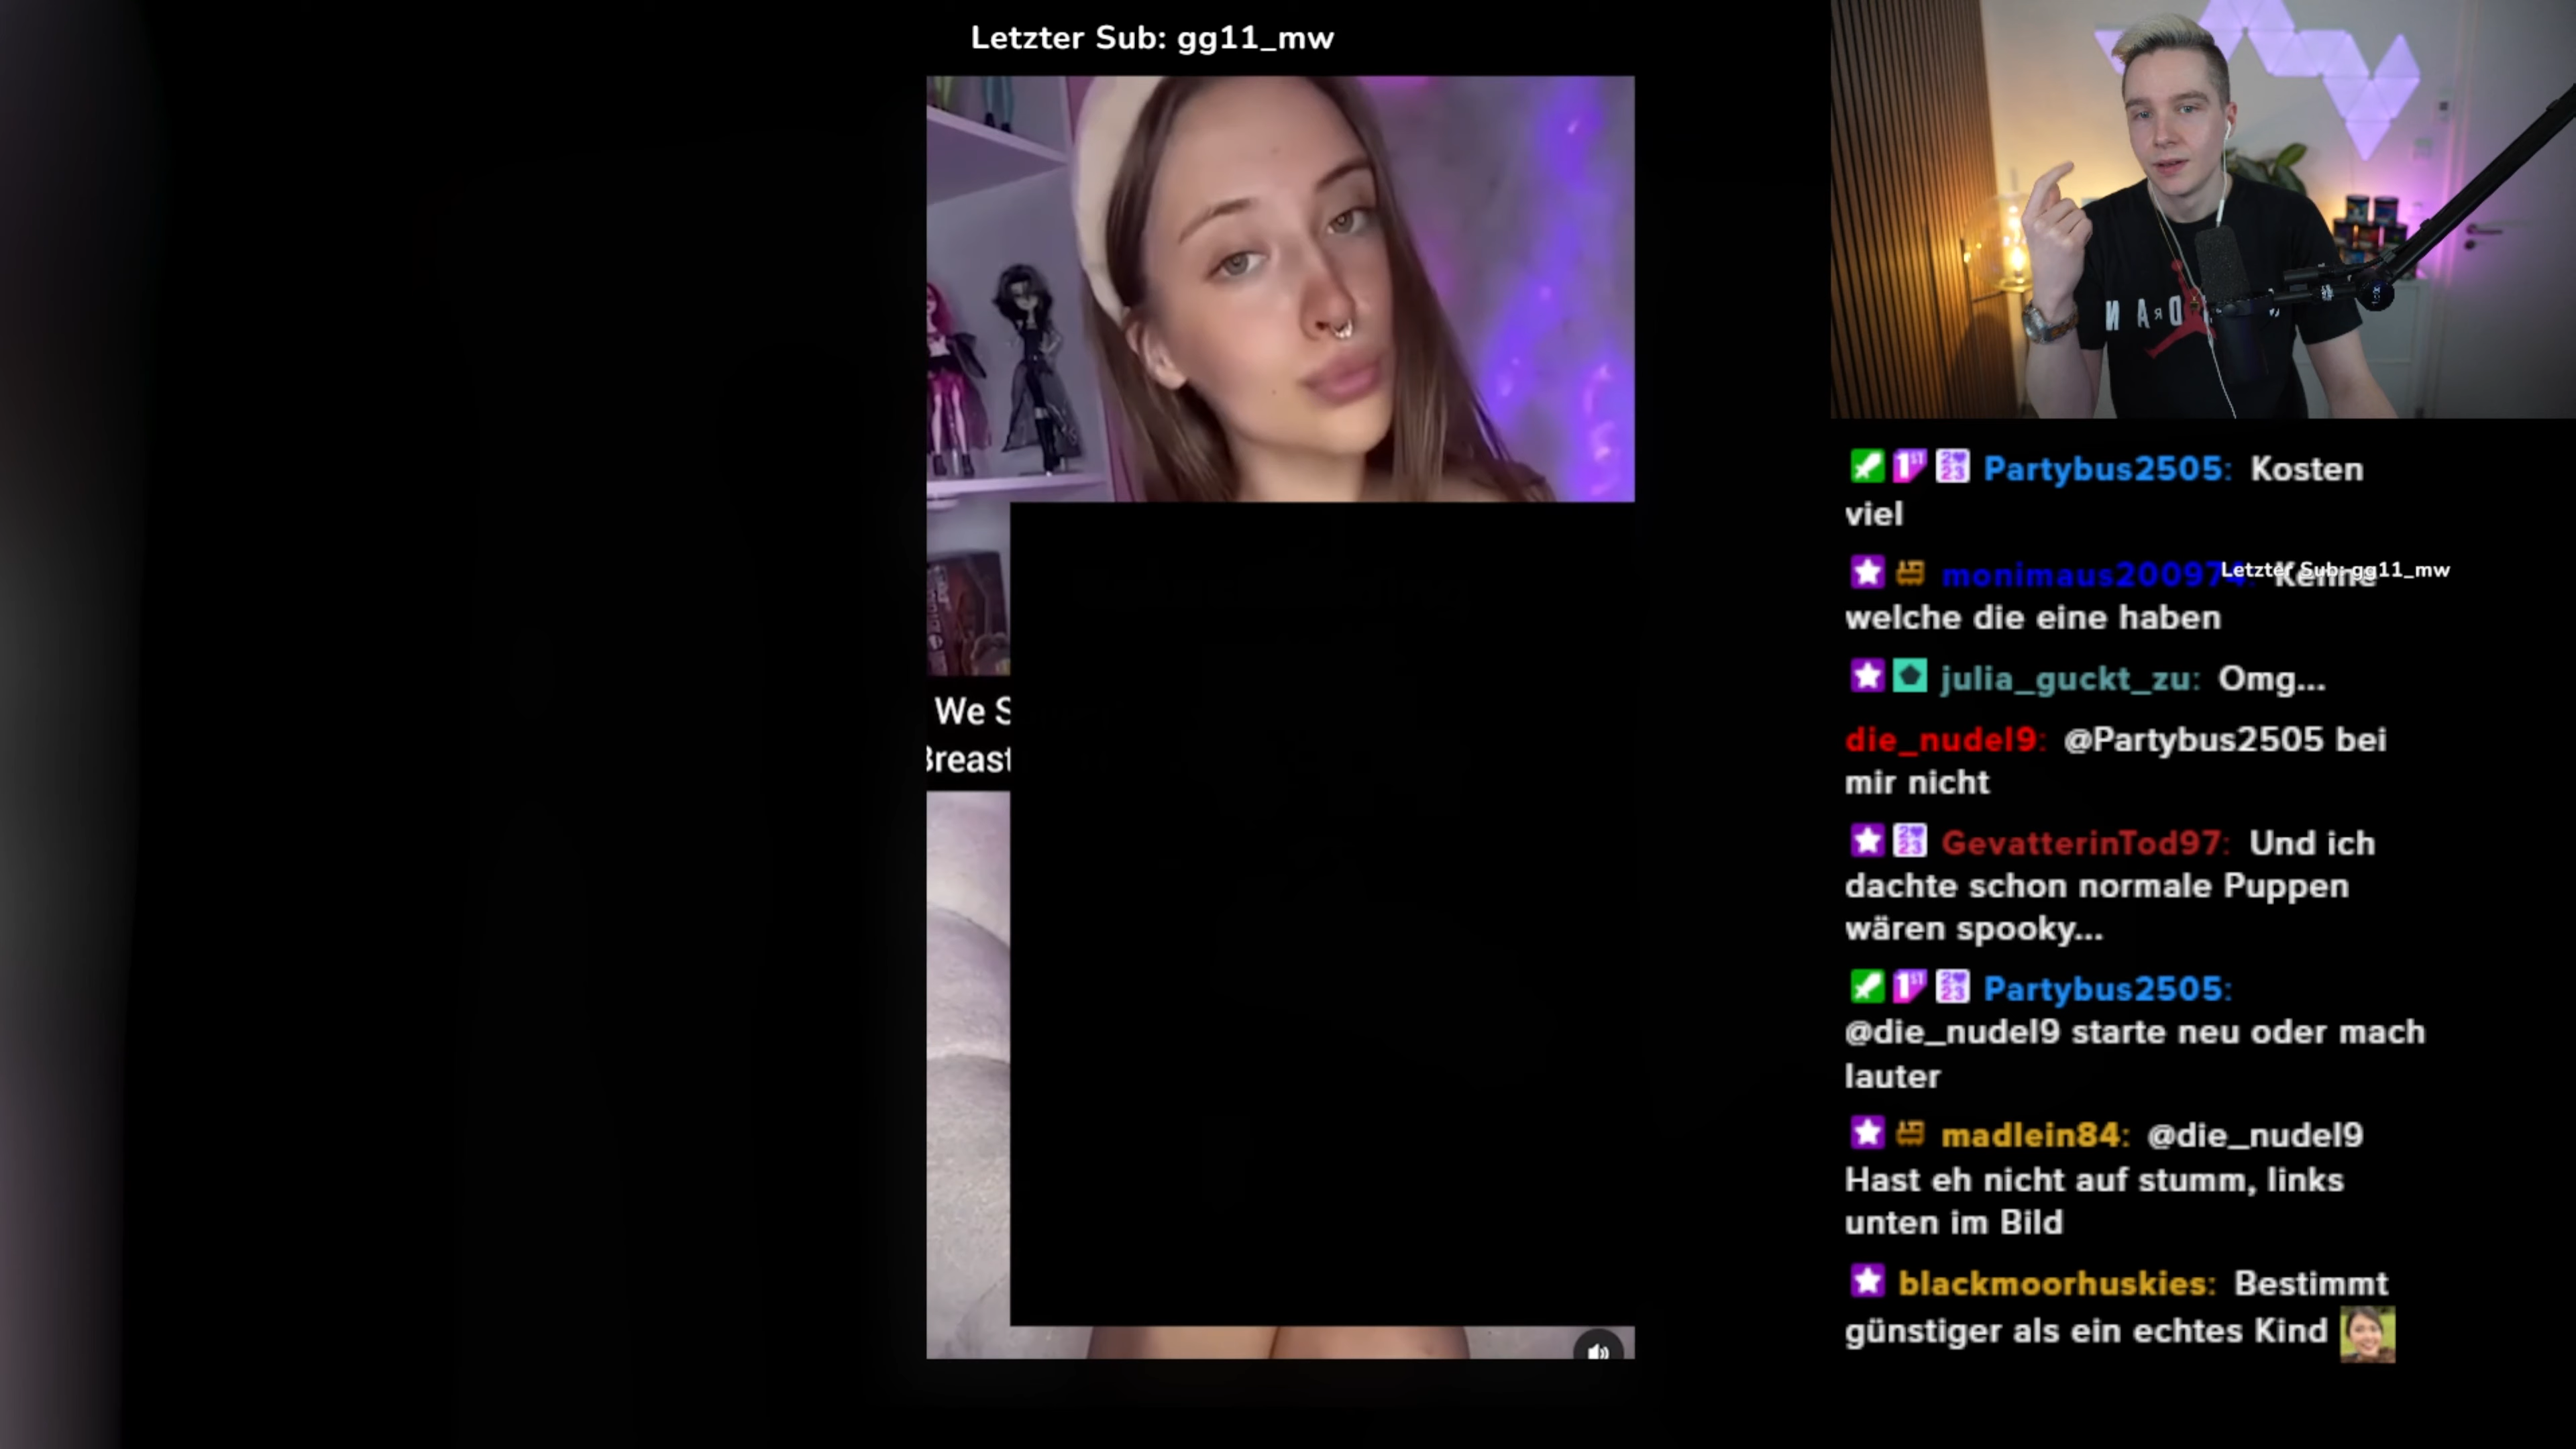 Letzter Sub: gg11_mw
We S
Breast
Partybus2505: Kosten
viel
monimaus200974: Kenne
Letzter Sub: gg11_mw
welche die eine haben
julia_guckt_zu: Omg...
die_nudel9: @Partybus2505 bei
mir nicht
GevatterinTod97: Und ich
dachte schon normale Puppen
wären spooky...
Partybus2505:
@die_nudel9 starte neu oder mach
lauter
madlein84: @die_nudel9
Hast eh nicht auf stumm, links
unten im Bild
blackmoorhuskies: Bestimmt
günstiger als ein echtes Kind